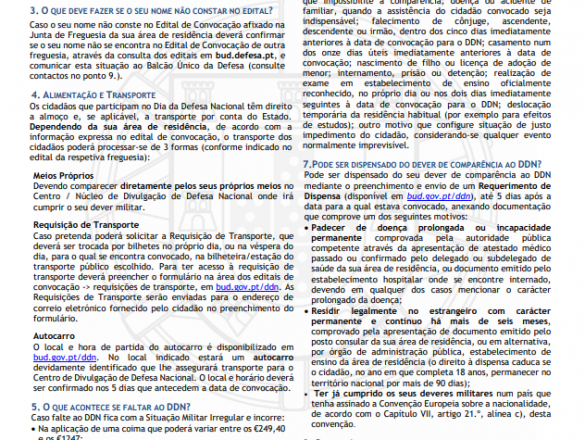 3. O QUE DEVE FAZER SE O SEU NOME NÃO CONSTAR NO EDITAL?
Caso o seu nome não conste no Edital de Convocação afixado na
Junta de Freguesia da sua área de residência deverá confirmar
se o seu nome não se encontra no Edital de Convocação de outra
freguesia, através da consulta dos editais em bud.defesa.pt, e
comunicar esta situação ao Balcão Único da Defesa (consulte
contactos no ponto 9.).
4. ALIMENTAÇÃO E TRANSPORTE
Os cidadãos que participam no Dia da Defesa Nacional têm direito
a almoço e, se aplicável, a transporte por conta do Estado.
Dependendo da sua área de residência, de acordo com a
informação expressa no edital de convocação, o transporte dos
cidadãos poderá processar-se de 3 formas (conforme indicado no
edital da respetiva freguesia):
Meios Próprios
Devendo comparecer diretamente pelos seus próprios meios no
Centro / Núcleo de Divulgação de Defesa Nacional onde irá
cumprir o seu dever militar.
Requisição de Transporte
Caso pretenda poderá solicitar a Requisição de Transporte, que
deverá ser trocada por bilhetes no próprio dia, ou na véspera do
dia, para o qual se encontra convocado, na bilheteira/estação do
transporte público escolhido. Para ter acesso à requisição de
transporte deverá preencher o formulário na área dos editais de
convocação -> requisições de transporte, em bud.gov.pt/ddn. As
Requisições de Transporte serão enviadas para o endereço de
correio eletrónico fornecido pelo cidadão no preenchimento do
formulário.
Autocarro
O local e hora de partida do autocarro é disponibilizado em
bud.gov.pt/ddn. No local indicado estará um autocarro
devidamente identificado que lhe assegurará transporte para o
Centro de Divulgação de Defesa Nacional. O local e horário deverá
ser confirmado nos 5 dias que antecedem a data de convocação.
5. O QUE ACONTECE SE FALTAR AO DDN?
Caso falte ao DDN fica com a Situação Militar Irregular e incorre:
• Na aplicação de uma coima que poderá variar entre os €249,40
e os €1247;
que impossibilite a comparência; doença ou acidente de
familiar, quando a assistência do cidadão convocado seja
indispensável; falecimento de cônjuge, ascendente,
descendente ou irmão, dentro dos cinco dias imediatamente
anteriores à data de convocação para o DDN; casamento num
dos onze dias úteis imediatamente anteriores à data de
convocação; nascimento de filho ou licença de adoção de
menor; internamento, prisão ou detenção; realização de
exame em estabelecimento de ensino oficialmente
reconhecido, no próprio dia ou nos dois dias imediatamente
seguintes à data de convocação para o DDN; deslocação
temporária da residência habitual (por exemplo para efeitos
de estudos); outro motivo que configure situação de justo
impedimento do cidadão, considerando-se qualquer evento
normalmente imprevisível.
7.PODE SER DISPENSADO DO DEVER DE COMPARÊNCIA AO DDN?
Pode ser dispensado do seu dever de comparência ao DDN
mediante o preenchimento e envio de um Requerimento de
Dispensa (disponível em bud.gov.pt/ddn), até 5 dias após a
data para a qual estava convocado, anexando documentação
que comprove um dos seguintes motivos:
• Padecer de doença prolongada ou incapacidade
permanente comprovada pela autoridade pública
competente através da apresentação de atestado médico
passado ou confirmado pelo delegado ou subdelegado de
saúde da sua área de residência, ou documento emitido pelo
estabelecimento hospitalar onde se encontre internado,
devendo em qualquer dos casos mencionar o carácter
prolongado da doença;
• Residir legalmente no estrangeiro com carácter
permanente e contínuo há mais de seis meses,
comprovado pela apresentação de documento emitido pelo
posto consular da sua área de residência, ou em alternativa,
por órgão de administração pública, estabelecimento de
ensino da área de residência (o direito à dispensa caduca se
o cidadão, no ano em que completa 18 anos, permanecer no
território nacional por mais de 90 dias);
• Ter já cumprido os seus deveres militares num país que
tenha assinado a Convenção Europeia sobre a nacionalidade,
de acordo com o Capítulo VII, artigo 21.º, alínea c), desta
convenção.